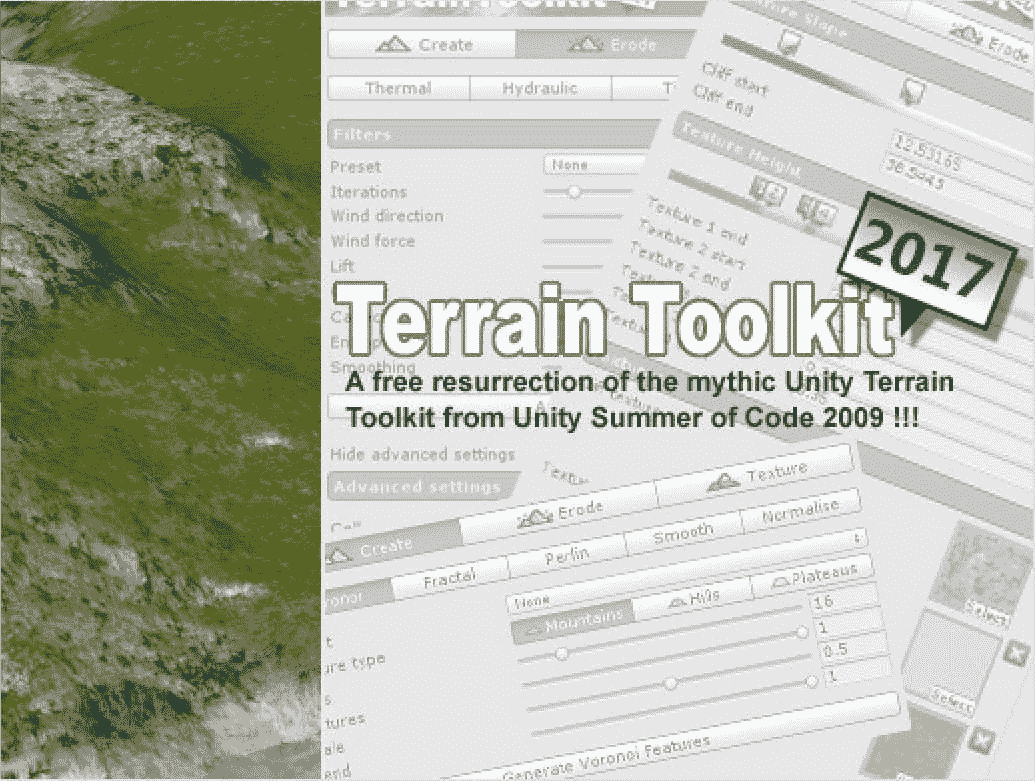 Terrain Toolkit
Create
Erode
Thermal
Hydraulic
Filters
Preset
None
Iterations
Wind direction
Wind force
Lift
Smoothing
Hide advanced settings
Advanced settings
Slope
Cliff start
Cliff end
12.53165
Texture Height
Texture 1 end
Texture 2 start
Texture 2 end
Erode
2017
Terrain Toolkit
A free resurrection of the mythic Unity Terrain
Toolkit from Unity Summer of Code 2009 !!!
Create
Erode
Texture
Fractal
Perlin
Smooth
Normalise
None
Mountains
Hills
Plateaus
16
1
0.5
1
Generate Voronoi Features
Select
Select